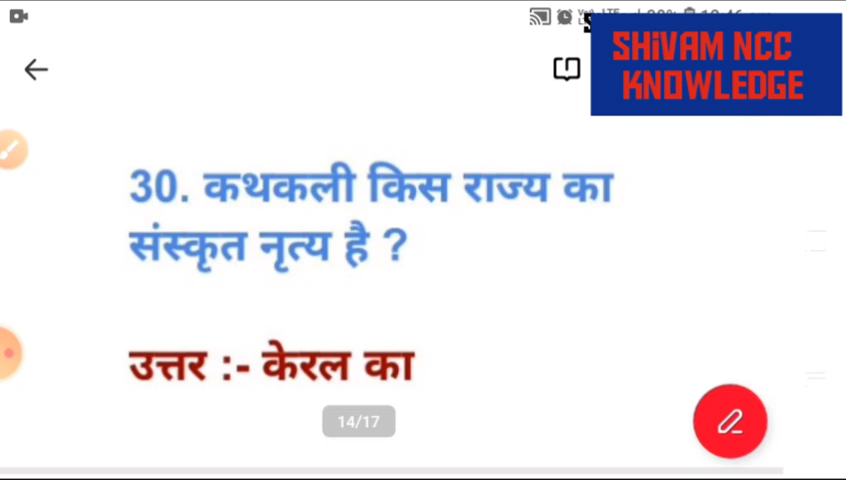 SHiVAM NCC
KNOWLEDGE
30. कथकली किस राज्य का
संस्कृत नृत्य है ?
उत्तर :- केरल का
14/17